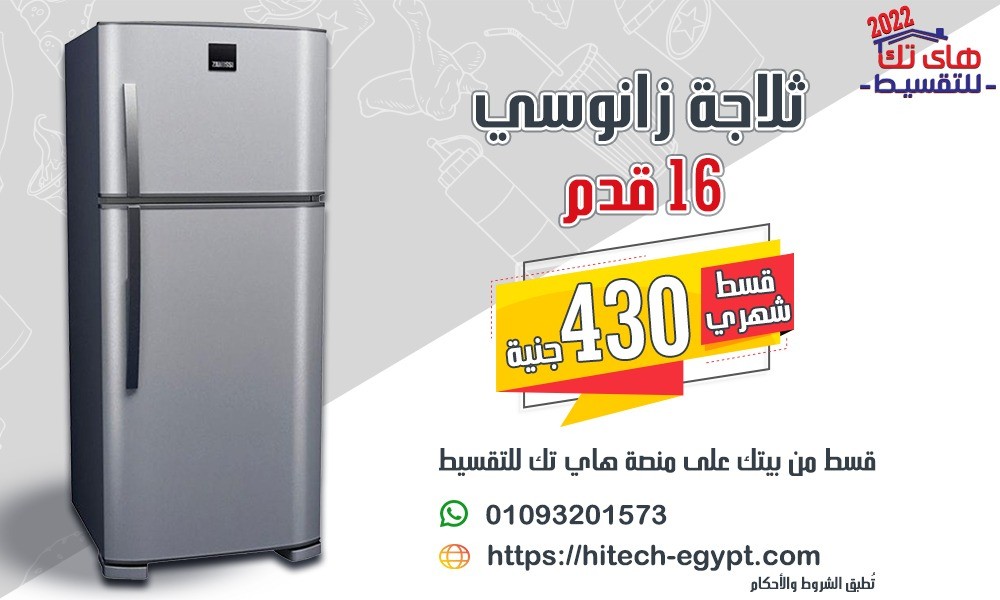 2022
هاى تك
-للتقسيط-
ZANUSSI
ثلاجة زانوسي
16 قدم
قسط شهري
430 جنية
قسط من بيتك على منصة هاي تك للتقسيط
01093201573
https://hitech-egypt.com
تُطبق الشروط والأحكام